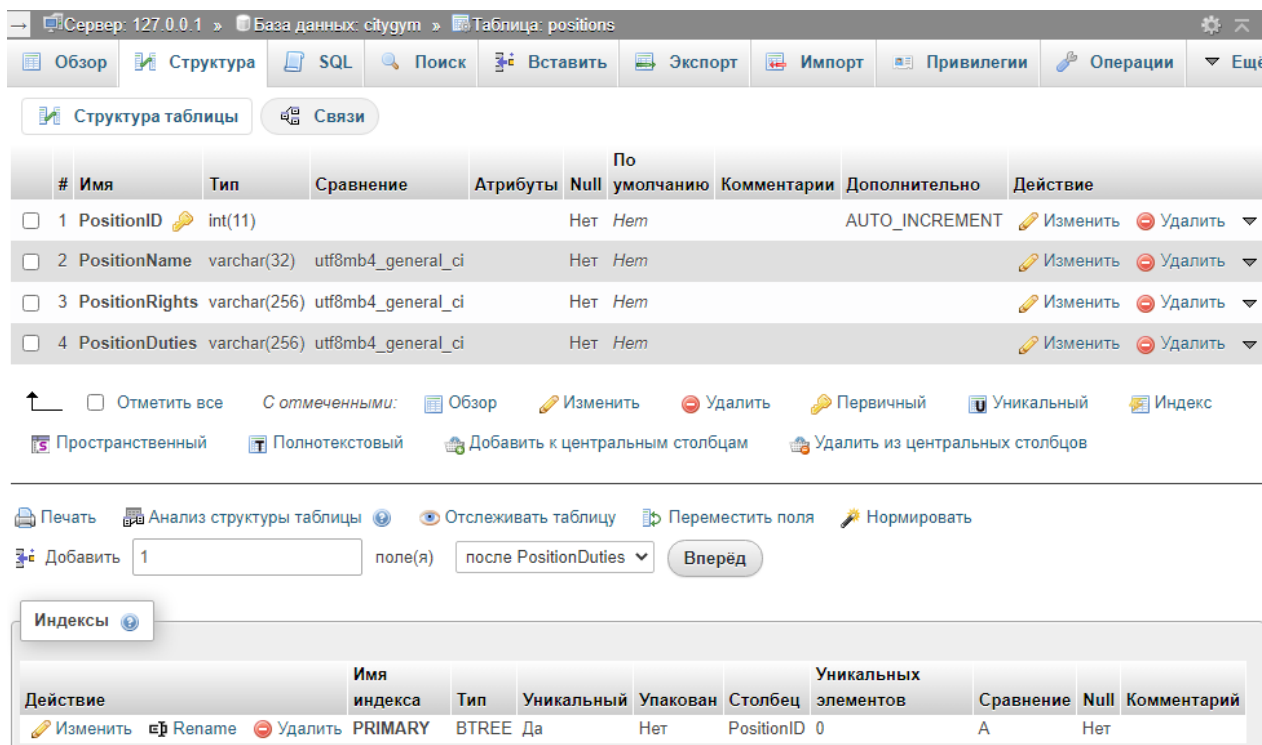 Сервер: 127.0.0.1 » База данных: citygym » Таблица: positions
Обзор Структура SQL Поиск Вставить Экспорт Импорт Привилегии Операции Ещё
Структура таблицы Связи
# Имя Тип Сравнение Атрибуты Null По умолчанию Комментарии Дополнительно Действие
1 PositionID int(11) Нет Нет AUTO_INCREMENT Изменить Удалить
2 PositionName varchar(32) utf8mb4_general_ci Нет Нет Изменить Удалить
3 PositionRights varchar(256) utf8mb4_general_ci Нет Нет Изменить Удалить
4 PositionDuties varchar(256) utf8mb4_general_ci Нет Нет Изменить Удалить
Отметить все С отмеченными: Обзор Изменить Удалить Первичный Уникальный Индекс
Пространственный Полнотекстовый Добавить к центральным столбцам Удалить из центральных столбцов
Печать Анализ структуры таблицы Отслеживать таблицу Переместить поля Нормировать
Добавить 1 поле(я) после PositionDuties Вперёд
Индексы
Действие Имя индекса Тип Уникальный Упакован Столбец Уникальных элементов Сравнение Null Комментарий
Изменить Rename Удалить PRIMARY BTREE Да Нет PositionID 0 A Нет